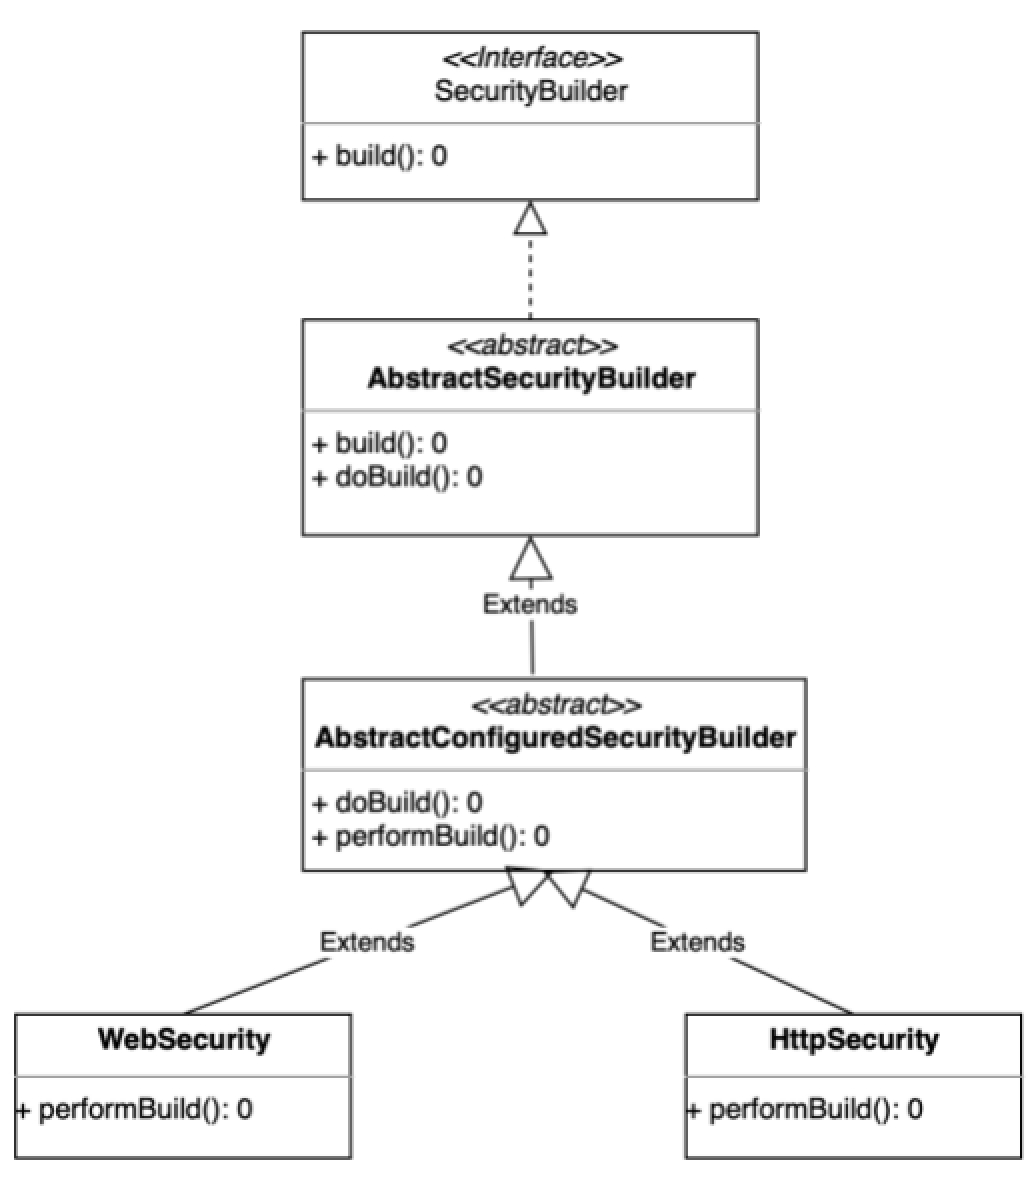 <<Interface>>
SecurityBuilder
+ build(): 0
<<abstract>>
AbstractSecurityBuilder
+ build(): 0
+ doBuild(): 0
Extends
<<abstract>>
AbstractConfiguredSecurityBuilder
+ doBuild(): 0
+ performBuild(): 0
Extends
Extends
WebSecurity
+ performBuild(): 0
HttpSecurity
+ performBuild(): 0